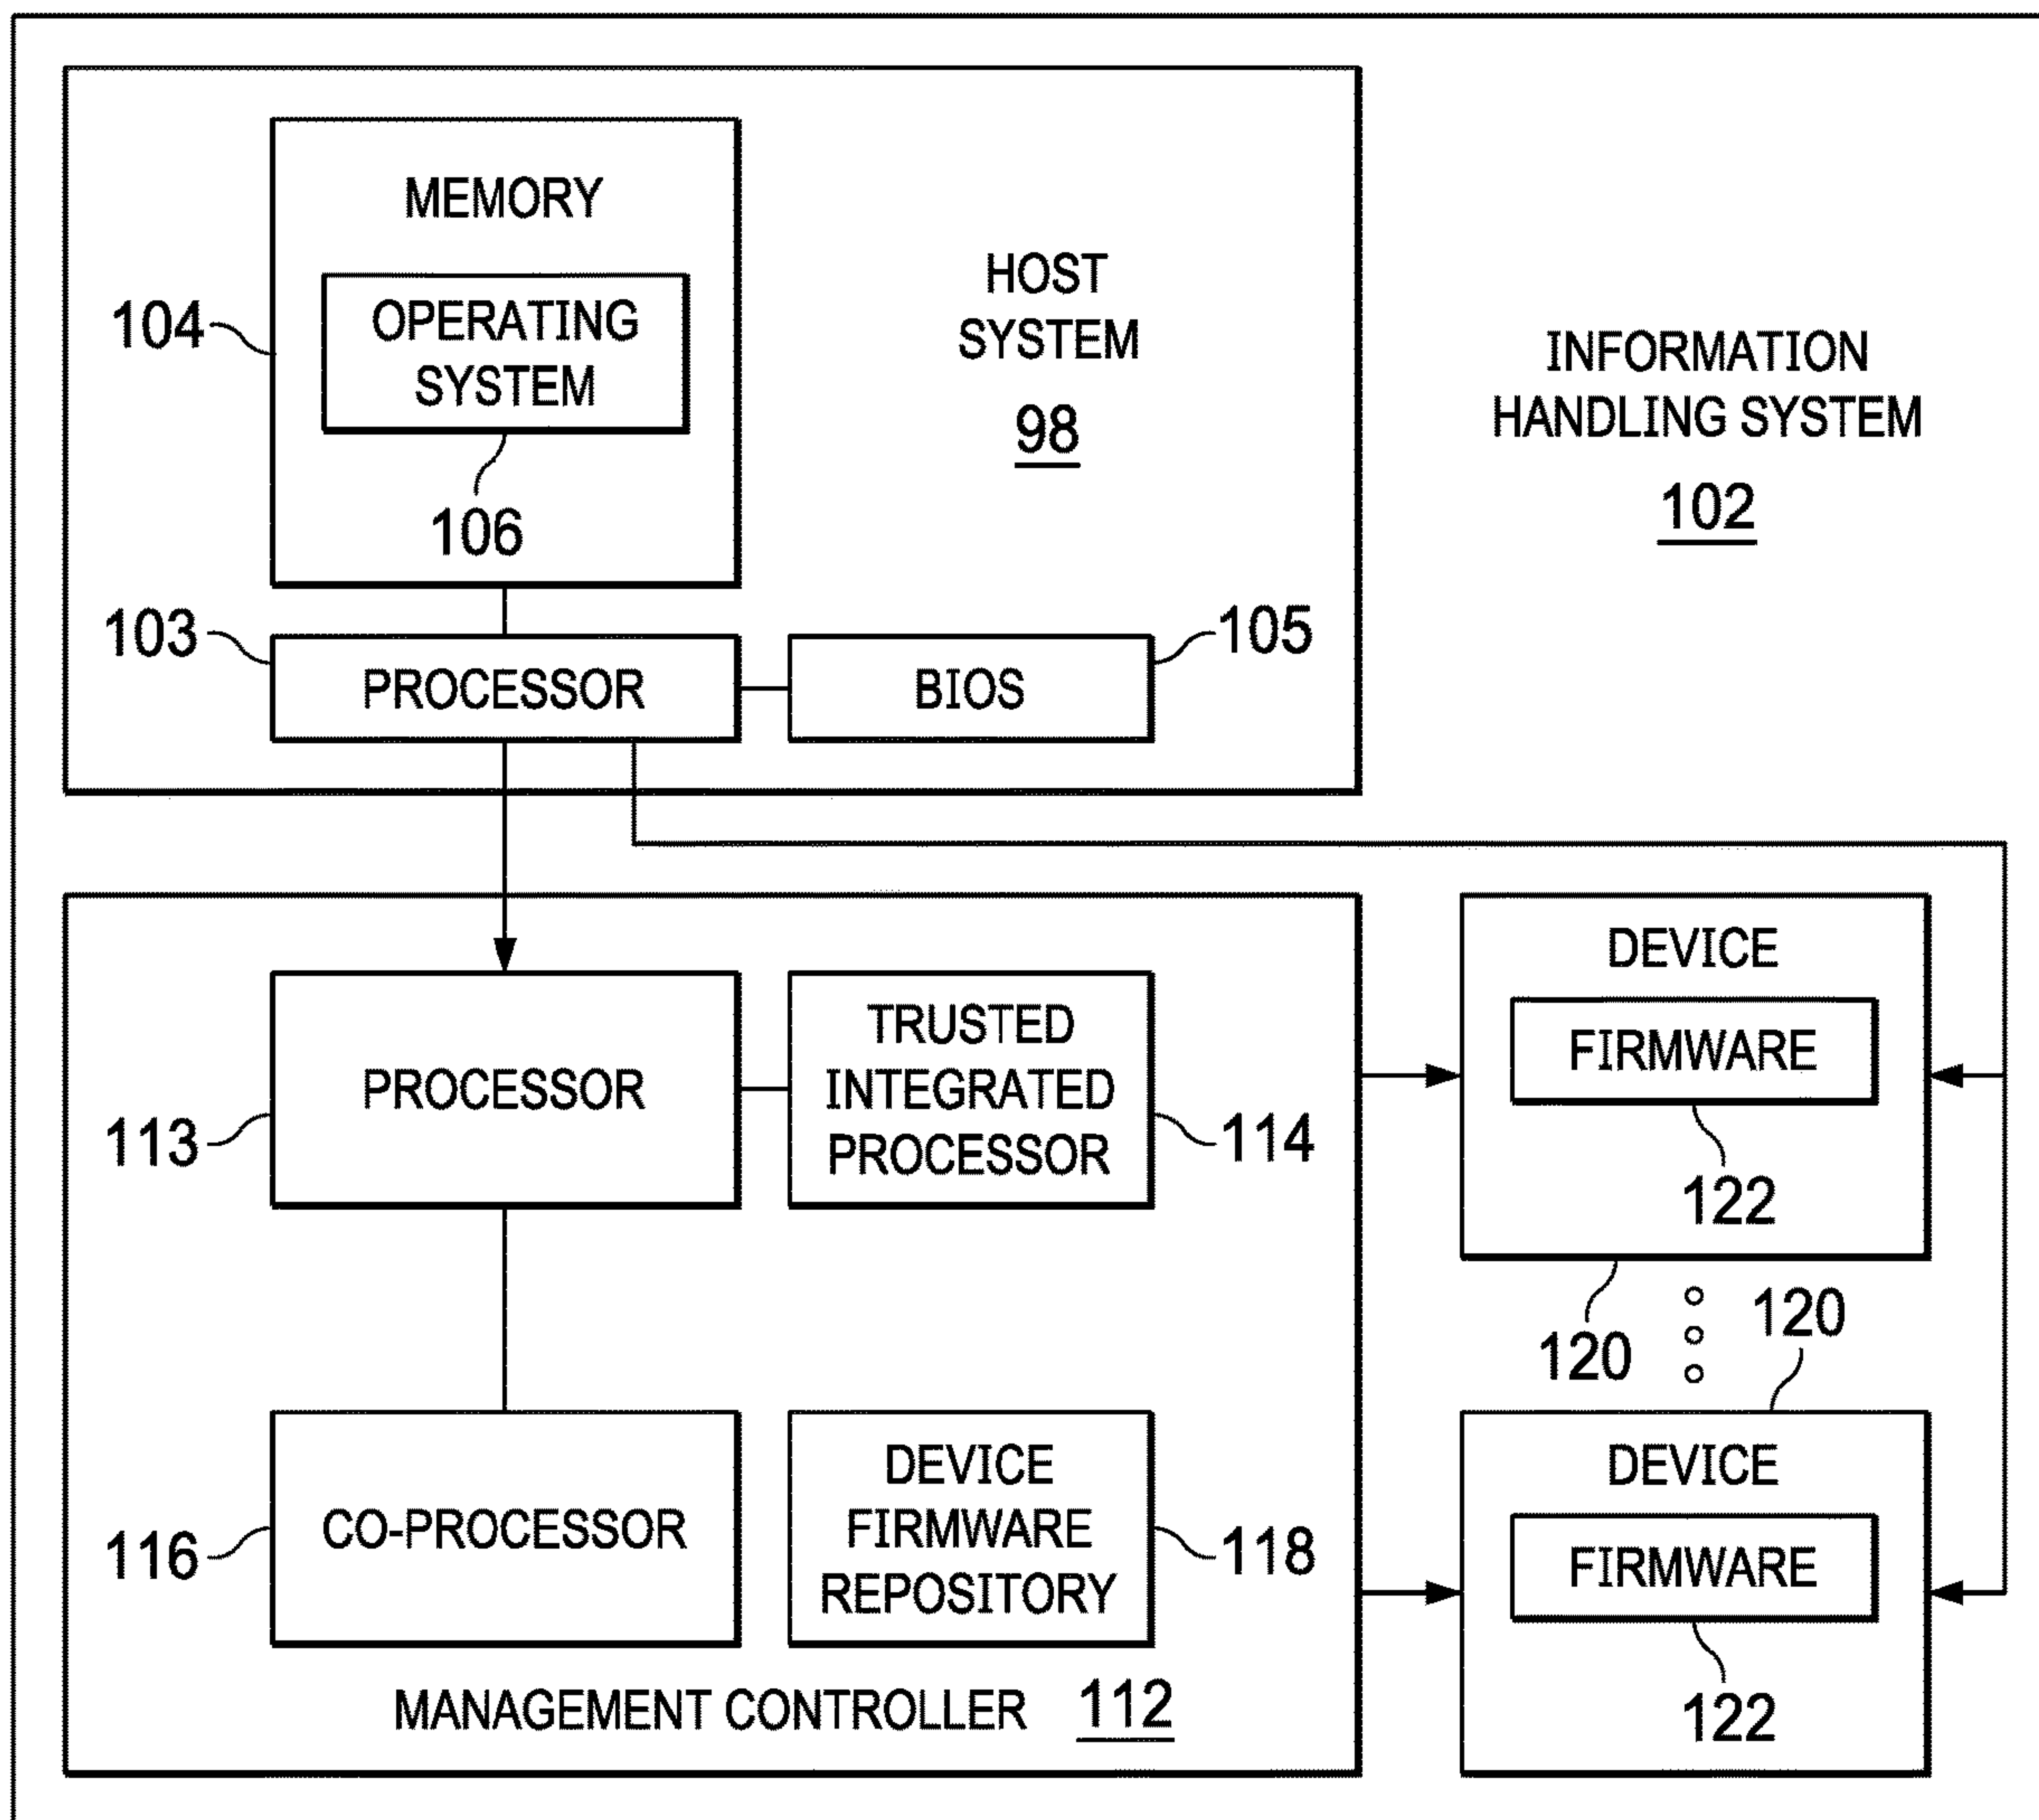 MEMORY
OPERATING
SYSTEM
104
106
HOST
SYSTEM
98
INFORMATION
HANDLING SYSTEM
102
103
PROCESSOR
BIOS
105
PROCESSOR
113
TRUSTED
INTEGRATED
PROCESSOR
114
DEVICE
FIRMWARE
122
120
120
CO-PROCESSOR
116
DEVICE
FIRMWARE
REPOSITORY
118
DEVICE
FIRMWARE
122
MANAGEMENT CONTROLLER 112